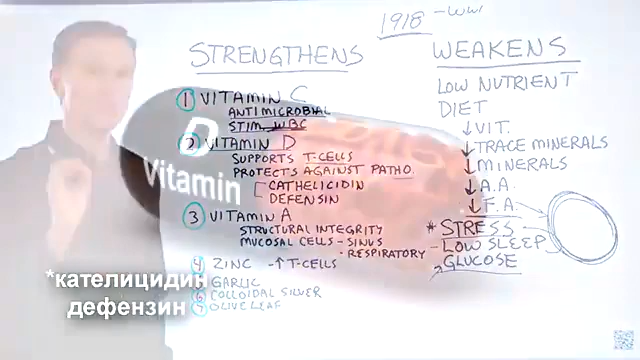 1918 - WWI
STRENGTHENS
① VITAMIN C
ANTIMICROBIAL
STIM WBC
② VITAMIN D
SUPPORTS T-CELLS
PROTECTS AGAINST PATHO.
CATHELICIDIN
DEFENSIN
③ VITAMIN A
STRUCTURAL INTEGRITY
MUCOSAL CELLS - SINUS
- RESPIRATORY
④ ZINC - ↑T-CELLS
GARLIC
⑥ COLLOIDAL SILVER
⑦ OLIVE LEAF
WEAKENS
LOW NUTRIENT
DIET
↓ VIT.
↓ TRACE MINERALS
↓ MINERALS
↓ A.A.
↓ F.A.
* STRESS
- LOW SLEEP
GLUCOSE
D
Vitamin
*кателицидин
дефензин